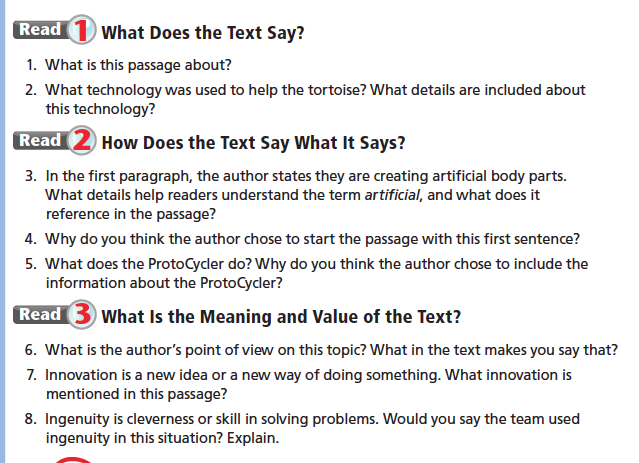 Read 1 What Does the Text Say?
1. What is this passage about?
2. What technology was used to help the tortoise? What details are included about
this technology?
Read 2 How Does the Text Say What It Says?
3. In the first paragraph, the author states they are creating artificial body parts.
What details help readers understand the term artificial, and what does it
reference in the passage?
4. Why do you think the author chose to start the passage with this first sentence?
5. What does the ProtoCycler do? Why do you think the author chose to include the
information about the ProtoCycler?
Read 3 What Is the Meaning and Value of the Text?
6. What is the author's point of view on this topic? What in the text makes you say that?
7. Innovation is a new idea or a new way of doing something. What innovation is
mentioned in this passage?
8. Ingenuity is cleverness or skill in solving problems. Would you say the team used
ingenuity in this situation? Explain.